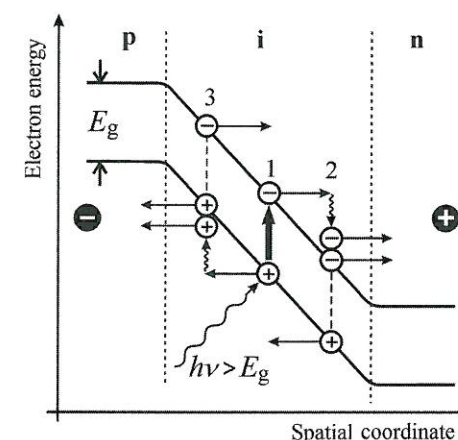 Electron energy
p i n
E_g
3
1
2
− + + − + − − +
− +
hν > E_g
Spatial coordinate